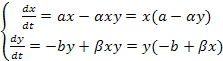 dx/dt = ax − αxy = x(a − αy)
dy/dt = −by + βxy = y(−b + βx)